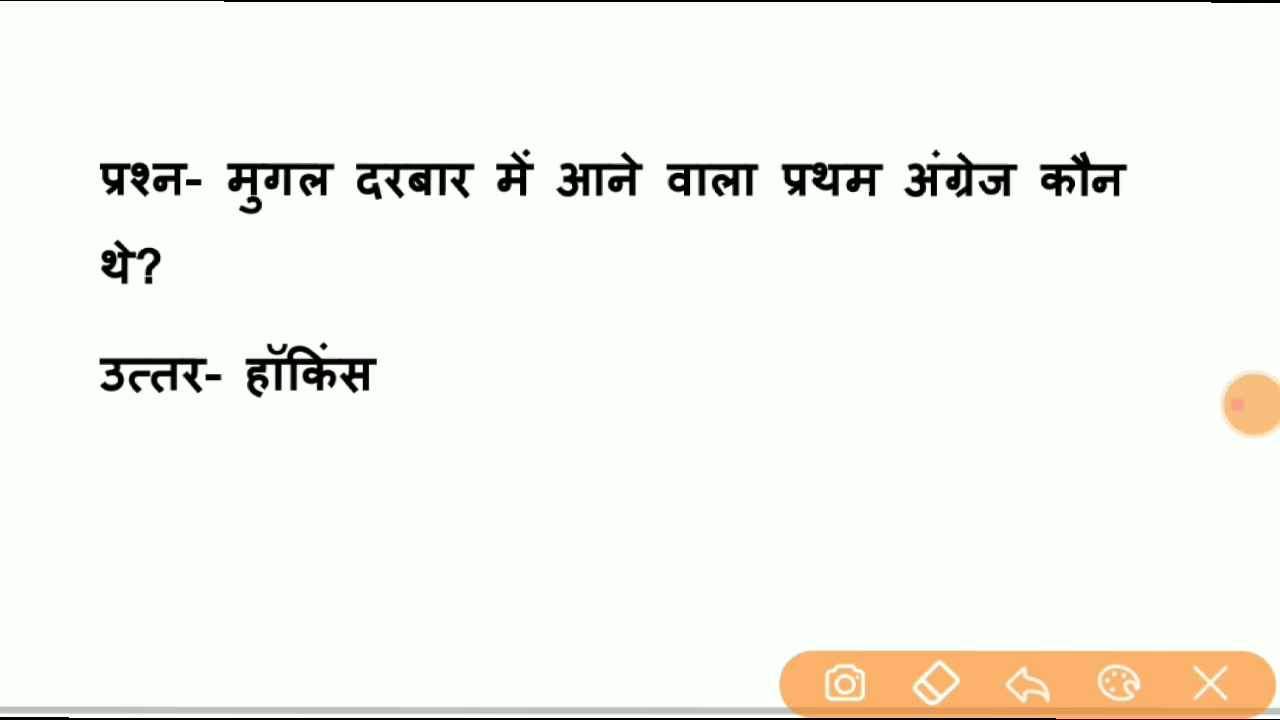 प्रश्न- मुगल दरबार में आने वाला प्रथम अंग्रेज कौन
थे?
उत्तर- हॉकिंस